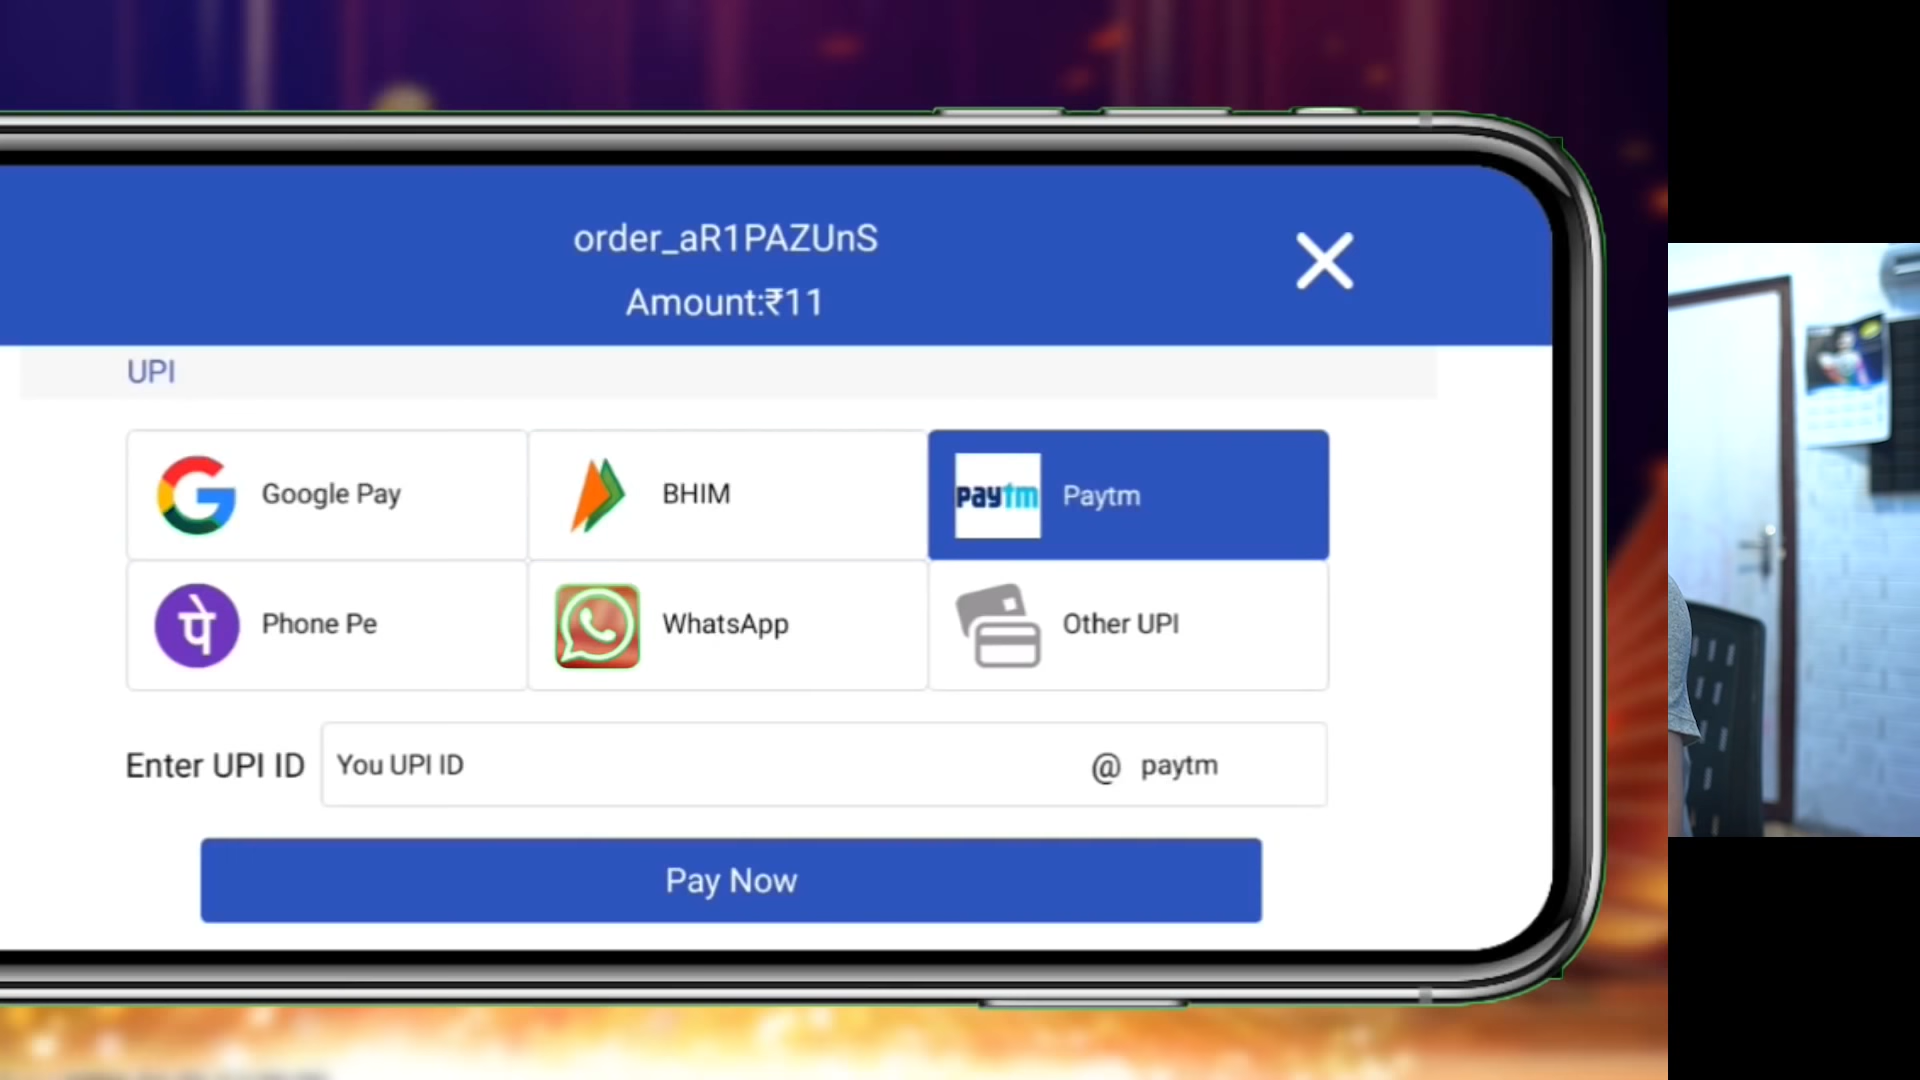 order_aR1PAZUnS
Amount:₹11
UPI
Google Pay
BHIM
paytm Paytm
पे Phone Pe
WhatsApp
Other UPI
Enter UPI ID You UPI ID @ paytm
Pay Now